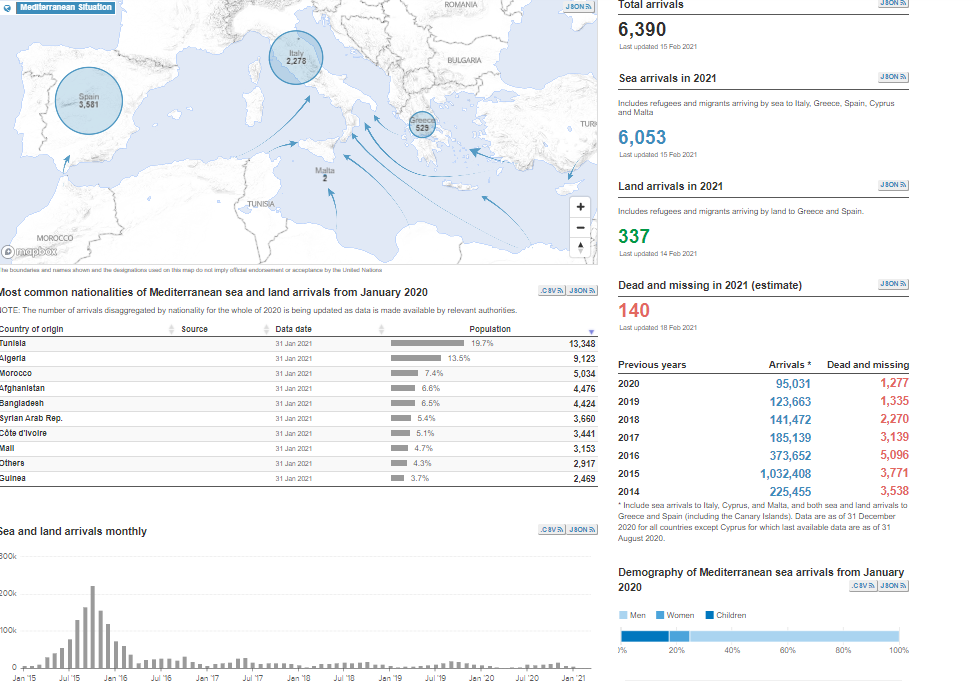 Mediterranean Situation
JSON
ROMANIA
Italy
2,278
BULGARIA
Spain
3,581
Greece
529
Malta
2
TUNISIA
MOROCCO
+
−
mapbox
The boundaries and names shown and the designations used on this map do not imply official endorsement or acceptance by the United Nations
Most common nationalities of Mediterranean sea and land arrivals from January 2020
.CSV JSON
NOTE: The number of arrivals disaggregated by nationality for the whole of 2020 is being updated as data is made available by relevant authorities.
Country of origin Source Data date Population
Tunisia 31 Jan 2021 19.7% 13,348
Algeria 31 Jan 2021 13.5% 9,123
Morocco 31 Jan 2021 7.4% 5,034
Afghanistan 31 Jan 2021 6.6% 4,476
Bangladesh 31 Jan 2021 6.5% 4,424
Syrian Arab Rep. 31 Jan 2021 5.4% 3,660
Côte d'Ivoire 31 Jan 2021 5.1% 3,441
Mali 31 Jan 2021 4.7% 3,153
Others 31 Jan 2021 4.3% 2,917
Guinea 31 Jan 2021 3.7% 2,469
Sea and land arrivals monthly
.CSV JSON
300k
200k
100k
0
Jan '15 Jul '15 Jan '16 Jul '16 Jan '17 Jul '17 Jan '18 Jul '18 Jan '19 Jul '19 Jan '20 Jul '20 Jan '21
Total arrivals
JSON
6,390
Last updated 15 Feb 2021
Sea arrivals in 2021
JSON
Includes refugees and migrants arriving by sea to Italy, Greece, Spain, Cyprus
and Malta
6,053
Last updated 15 Feb 2021
Land arrivals in 2021
JSON
Includes refugees and migrants arriving by land to Greece and Spain.
337
Last updated 14 Feb 2021
Dead and missing in 2021 (estimate)
JSON
140
Last updated 18 Feb 2021
Previous years Arrivals * Dead and missing
2020 95,031 1,277
2019 123,663 1,335
2018 141,472 2,270
2017 185,139 3,139
2016 373,652 5,096
2015 1,032,408 3,771
2014 225,455 3,538
* Include sea arrivals to Italy, Cyprus, and Malta, and both sea and land arrivals to
Greece and Spain (including the Canary Islands). Data are as of 31 December
2020 for all countries except Cyprus for which last available data are as of 31
August 2020.
Demography of Mediterranean sea arrivals from January
2020
.CSV JSON
Men Women Children
0% 20% 40% 60% 80% 100%